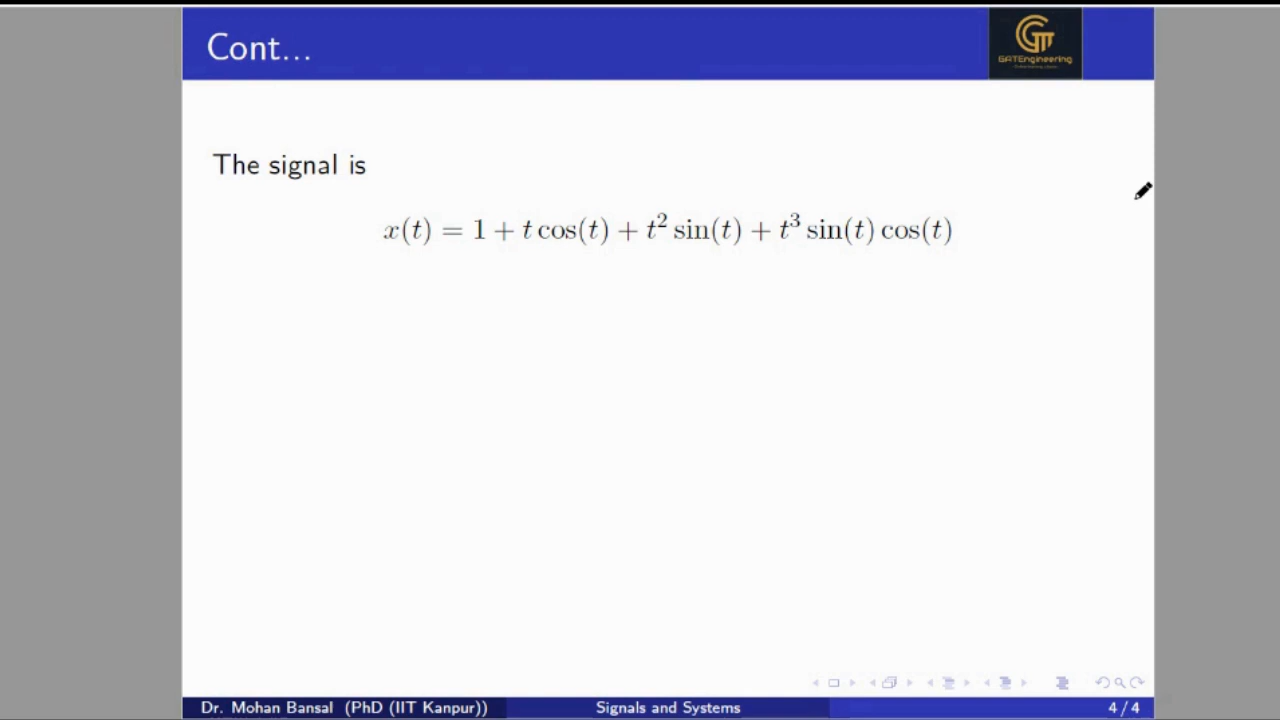 Cont...
GATEngineering
The signal is
x(t) = 1 + t cos(t) + t² sin(t) + t³ sin(t) cos(t)
Dr. Mohan Bansal (PhD (IIT Kanpur)) Signals and Systems 4 / 4